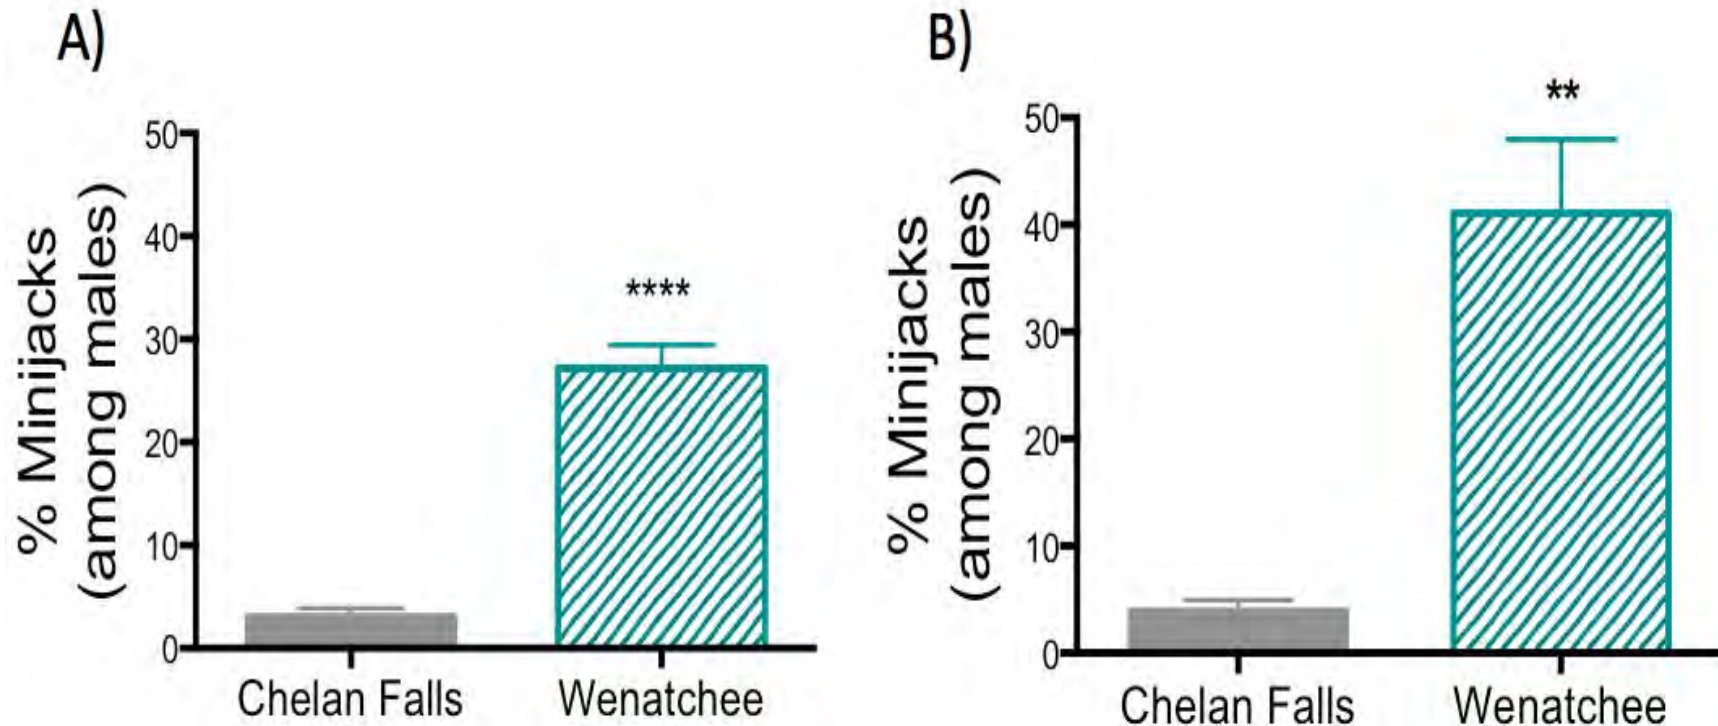 A)
% Minijacks
(among males)
50
40
30
20
10
0
****
Chelan Falls
Wenatchee
B)
% Minijacks
(among males)
50
40
30
20
10
0
**
Chelan Falls
Wenatchee